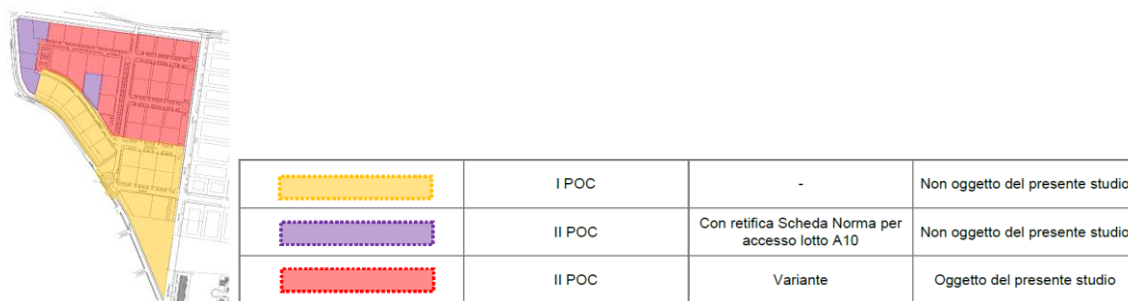 I POC - Non oggetto del presente studio
II POC Con retifica Scheda Norma per
accesso lotto A10 Non oggetto del presente studio
II POC Variante Oggetto del presente studio